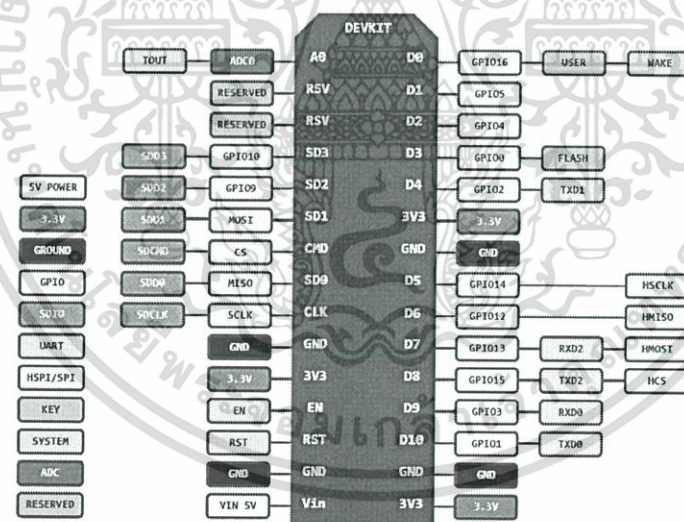 DEVKIT
TOUT ADC0 A0 D0 GPIO16 USER WAKE
RESERVED RSV D1 GPIO5
RESERVED RSV D2 GPIO4
SDD3 GPIO10 SD3 D3 GPIO0 FLASH
5V POWER SDD2 GPIO9 SD2 D4 GPIO2 TXD1
3.3V SDD1 MOSI SD1 3V3 3.3V
GROUND SDCMD CS CMD GND GND
GPIO SDD0 MISO SD0 D5 GPIO14 HSCLK
SDIO SDCLK SCLK CLK D6 GPIO12 HMISO
UART GND GND D7 GPIO13 RXD2 HMOSI
HSPI/SPI 3.3V 3V3 D8 GPIO15 TXD2 HCS
KEY EN EN D9 GPIO3 RXD0
SYSTEM RST RST D10 GPIO1 TXD0
ADC GND GND GND GND
RESERVED VIN 5V Vin 3V3 3.3V